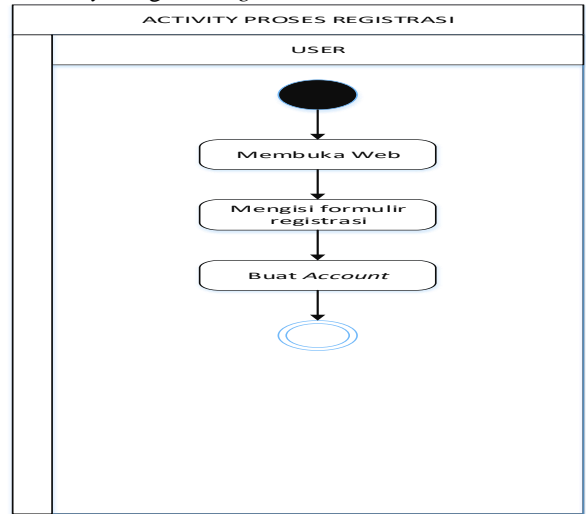 ACTIVITY PROSES REGISTRASI
USER
Membuka Web
Mengisi formulir
registrasi
Buat Account